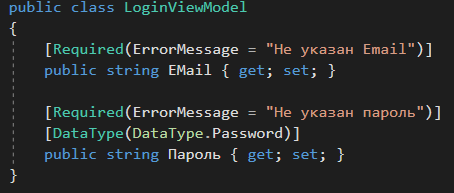 public class LoginViewModel
{
[Required(ErrorMessage = "Не указан Email")]
public string EMail { get; set; }
[Required(ErrorMessage = "Не указан пароль")]
[DataType(DataType.Password)]
public string Пароль { get; set; }
}